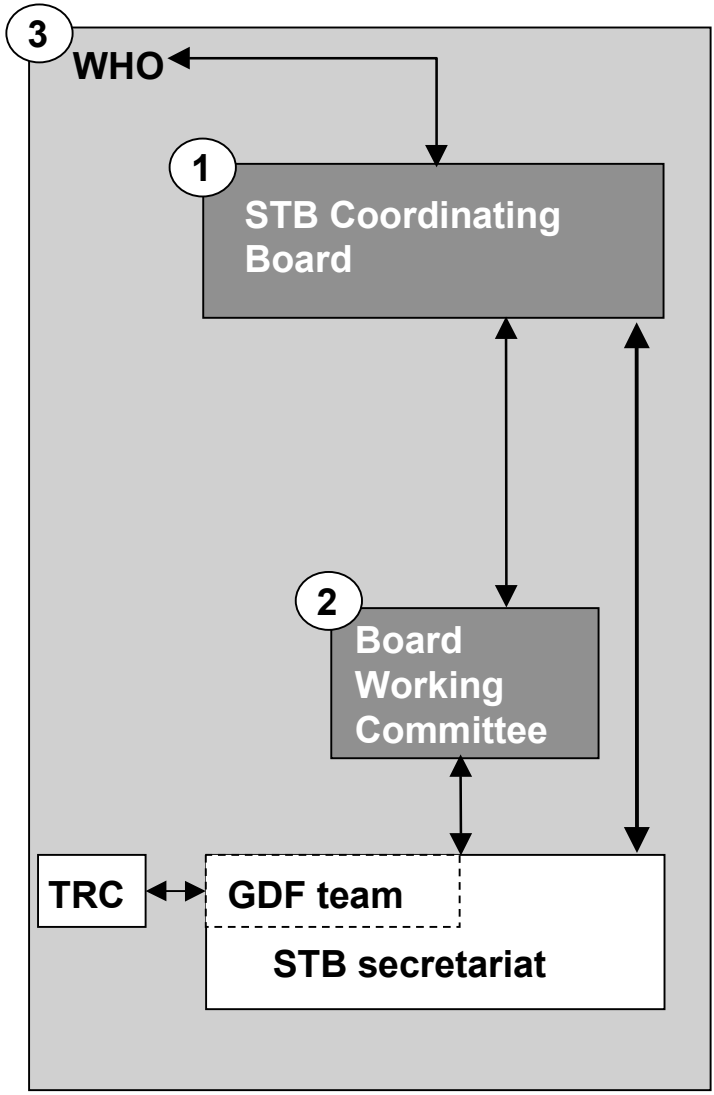 3
WHO
1
STB Coordinating
Board
2
Board
Working
Committee
TRC
GDF team
STB secretariat